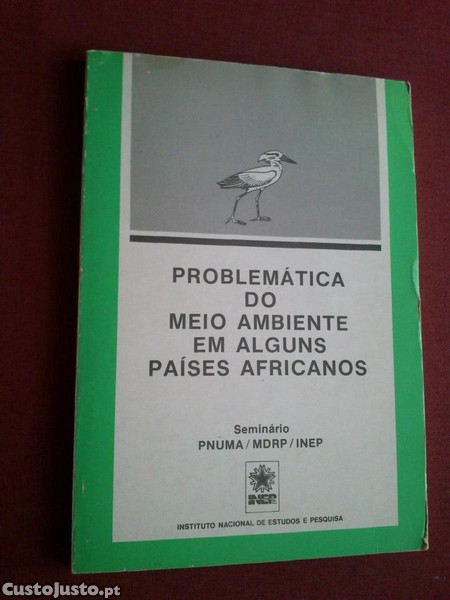 PROBLEMÁTICA
DO
MEIO AMBIENTE
EM ALGUNS
PAÍSES AFRICANOS
Seminário
PNUMA/MDRP/INEP
INEP
INSTITUTO NACIONAL DE ESTUDOS E PESQUISA
CustoJusto.pt